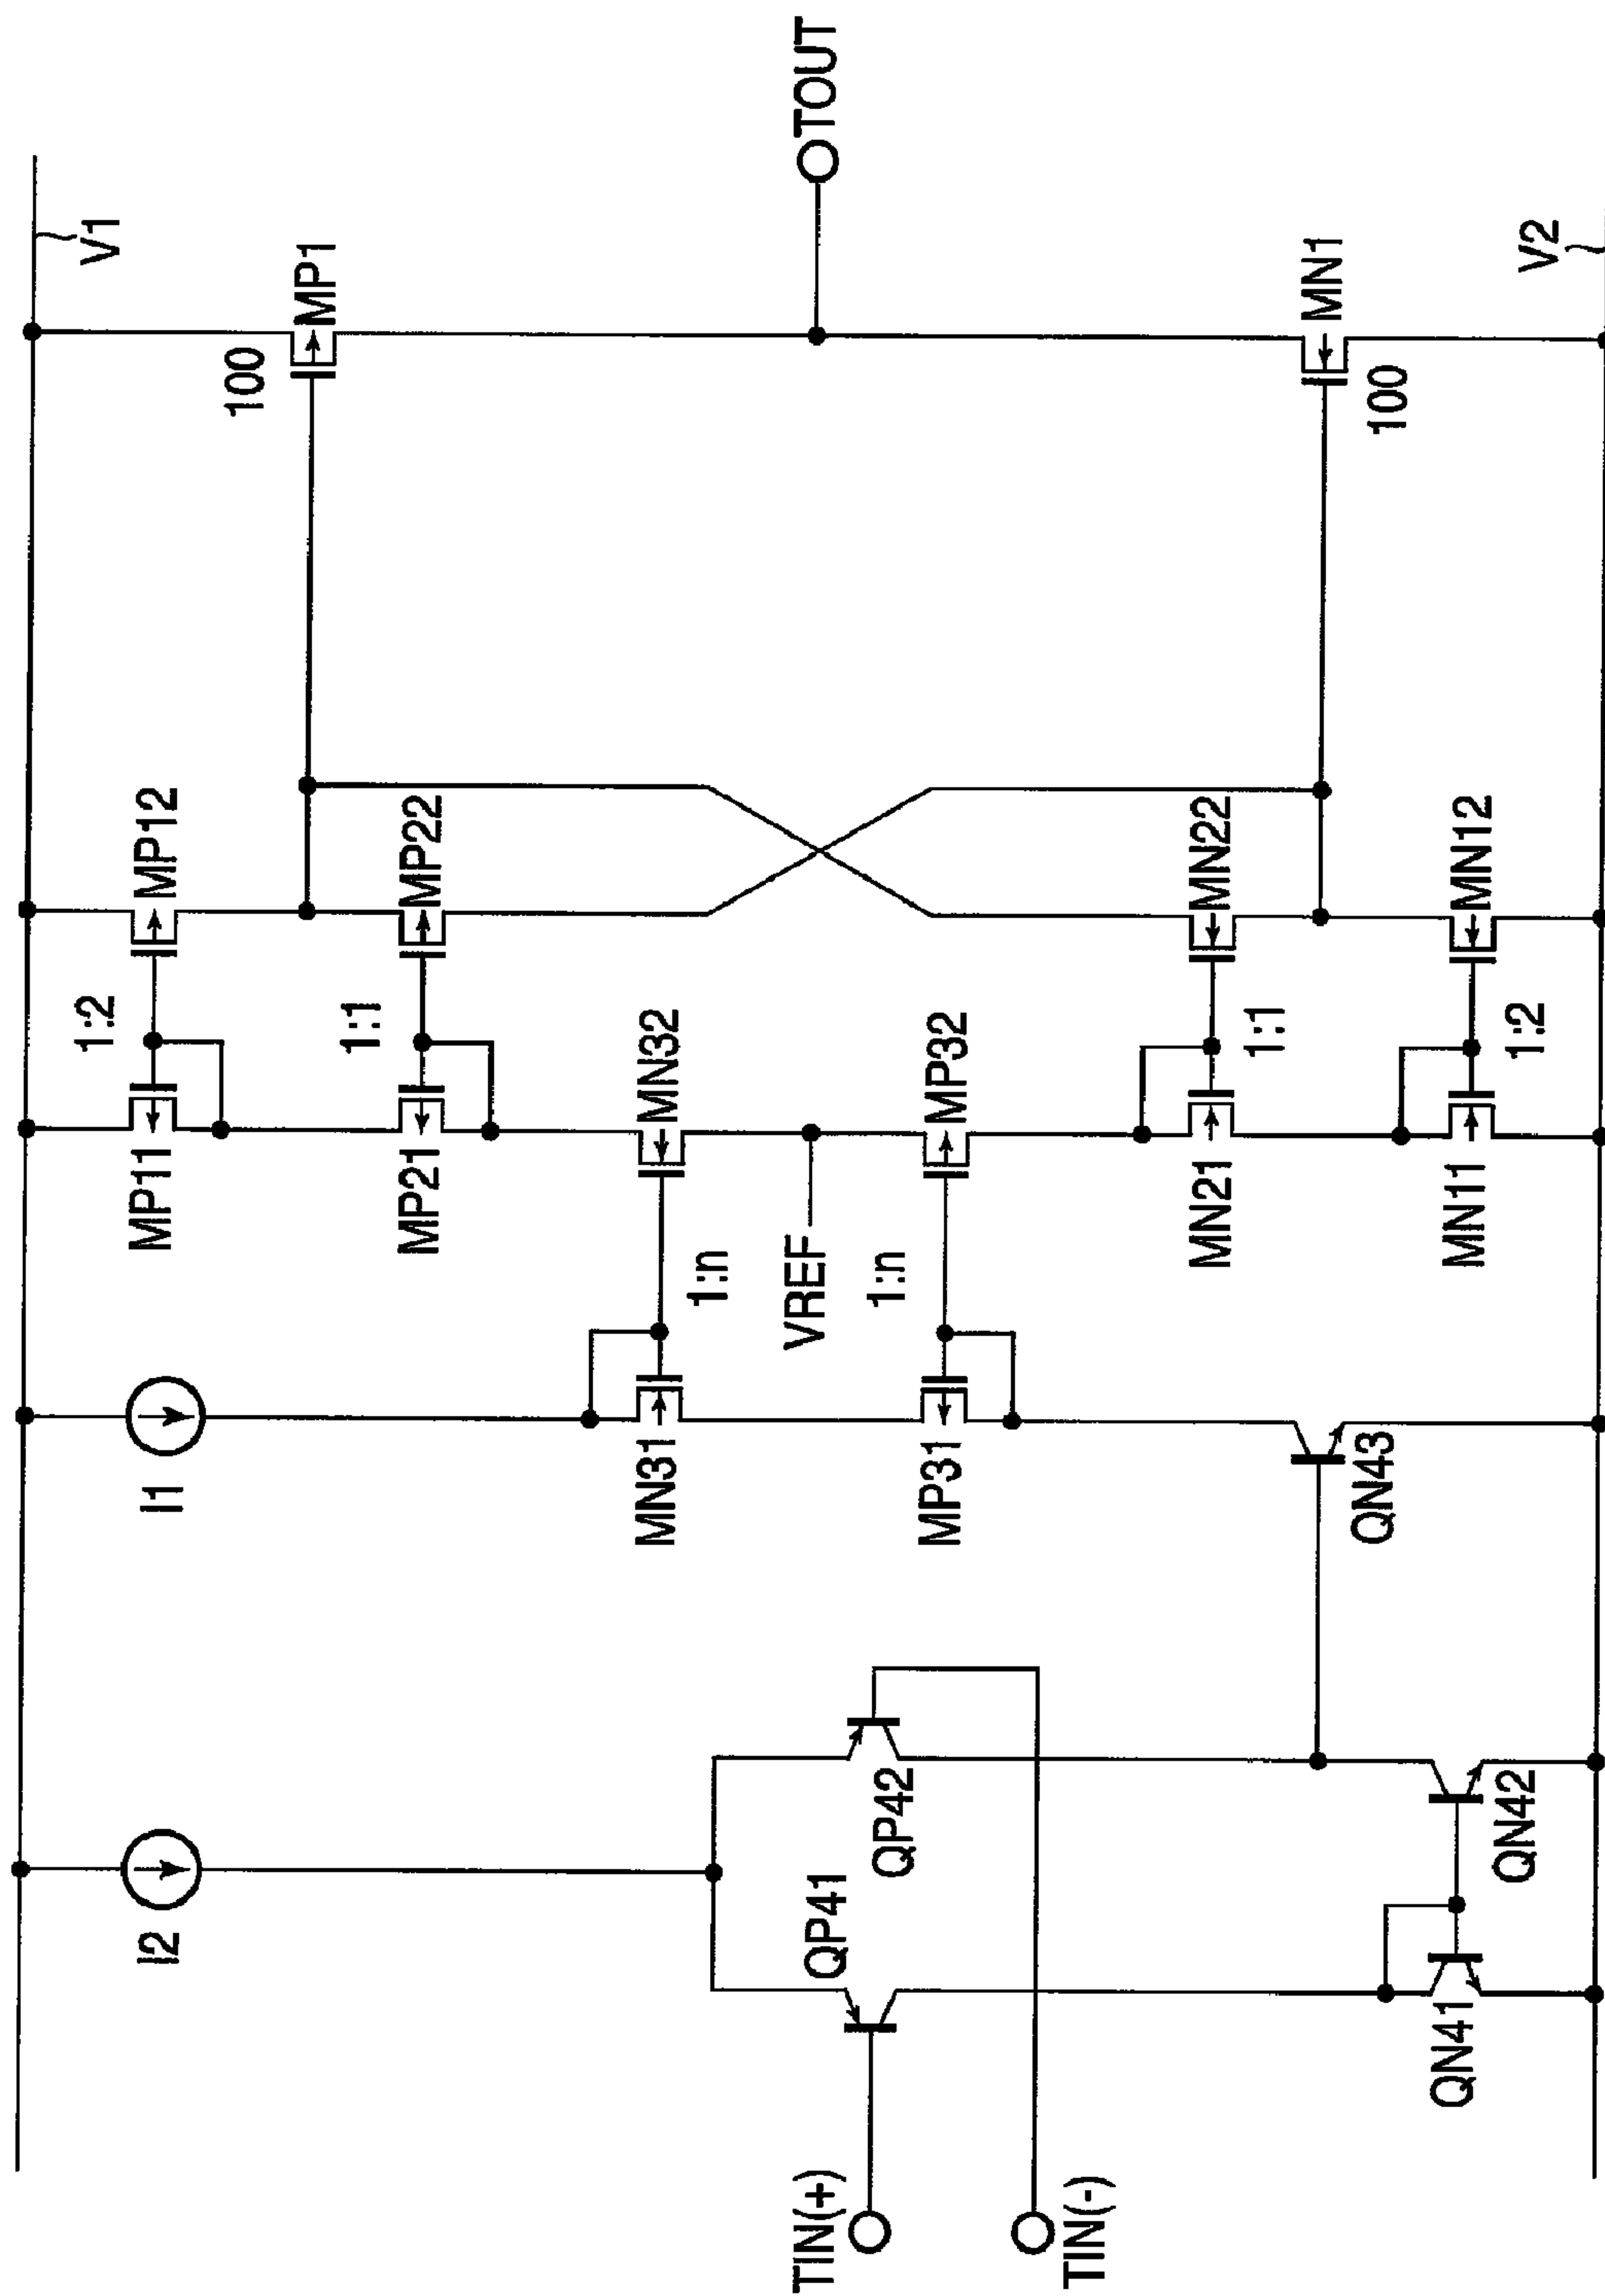 V1
I2
I1
MP11
1:2
MP12
MP21
1:1
MP22
100
MP1
MN31
1:n
MN32
TIN(+)
TIN(-)
QP41
QP42
VREF
TOUT
MP31
1:n
MP32
MN21
1:1
MN22
QN43
100
MN1
QN41
QN42
MN11
1:2
MN12
V2